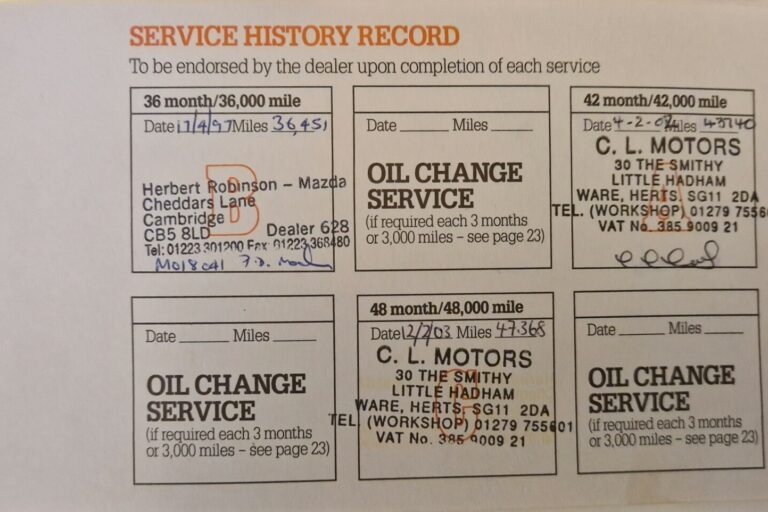 SERVICE HISTORY RECORD
To be endorsed by the dealer upon completion of each service
36 month/36,000 mile
Date 17/4/97 Miles 36,451
B
Herbert Robinson – Mazda
Cheddars Lane
Cambridge
CB5 8LD Dealer 628
Tel: 01223 301200 Fax: 01223 368480
Date Miles
OIL CHANGE
SERVICE
(if required each 3 months
or 3,000 miles – see page 23)
42 month/42,000 mile
Date 4-2-02 Miles
C. L. MOTORS
30 THE SMITHY
LITTLE HADHAM
WARE, HERTS, SG11 2DA
TEL. (WORKSHOP) 01279 7556
VAT No. 385 9009 21
Date Miles
OIL CHANGE
SERVICE
(if required each 3 months
or 3,000 miles – see page 23)
48 month/48,000 mile
Date 12/2/03 Miles 47.368
C. L. MOTORS
30 THE SMITHY
LITTLE HADHAM
WARE, HERTS, SG11 2DA
TEL. (WORKSHOP) 01279 755601
VAT No. 385 9009 21
Date Miles
OIL CHANGE
SERVICE
(if required each 3 months
or 3,000 miles – see page 23)